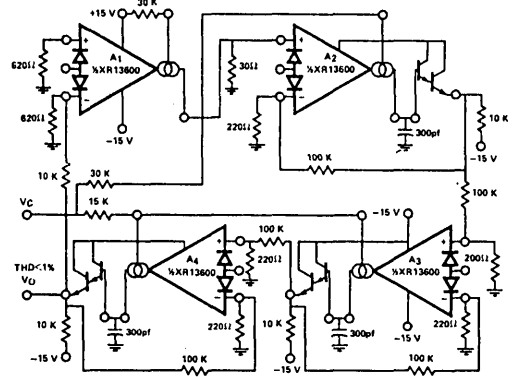 +15 V
30 K
620Ω
+
A1
½XR13600
-
620Ω
-15 V
30Ω
+
A2
½XR13600
-
220Ω
300pf
10 K
-15 V
10 K
30 K
100 K
100 K
VC
15 K
100 K
-15 V
THD<1%
VO
A4
½XR13600
+
-
220Ω
A3
½XR13600
+
-
200Ω
10 K
300pf
220Ω
10 K
300pf
220Ω
-15 V
100 K
-15 V
-15 V
100 K